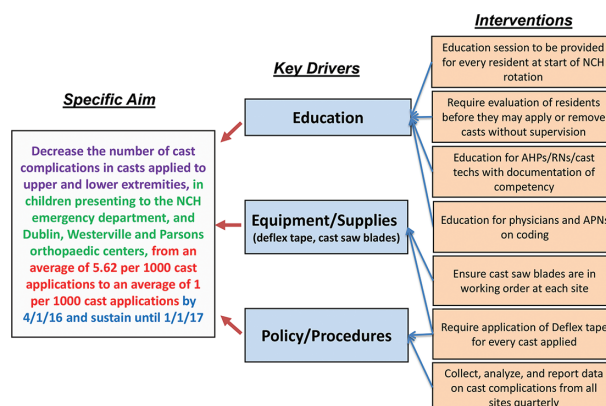 Interventions
Key Drivers
Specific Aim
Decrease the number of cast
complications in casts applied to
upper and lower extremities, in
children presenting to the NCH
emergency department, and
Dublin, Westerville and Parsons
orthopaedic centers, from an
average of 5.62 per 1000 cast
applications to an average of 1
per 1000 cast applications by
4/1/16 and sustain until 1/1/17
Education
Equipment/Supplies
(deflex tape, cast saw blades)
Policy/Procedures
Education session to be provided
for every resident at start of NCH
rotation
Require evaluation of residents
before they may apply or remove
casts without supervision
Education for AHPs/RNs/cast
techs with documentation of
competency
Education for physicians and APNs
on coding
Ensure cast saw blades are in
working order at each site
Require application of Deflex tape
for every cast applied
Collect, analyze, and report data
on cast complications from all
sites quarterly